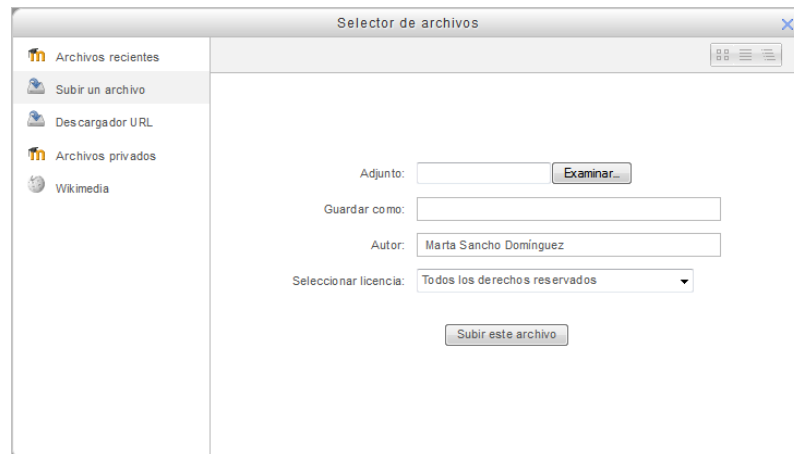 Selector de archivos
Archivos recientes
Subir un archivo
Descargador URL
Archivos privados
Wikimedia
Adjunto:
Examinar...
Guardar como:
Autor: Marta Sancho Domínguez
Seleccionar licencia: Todos los derechos reservados
Subir este archivo